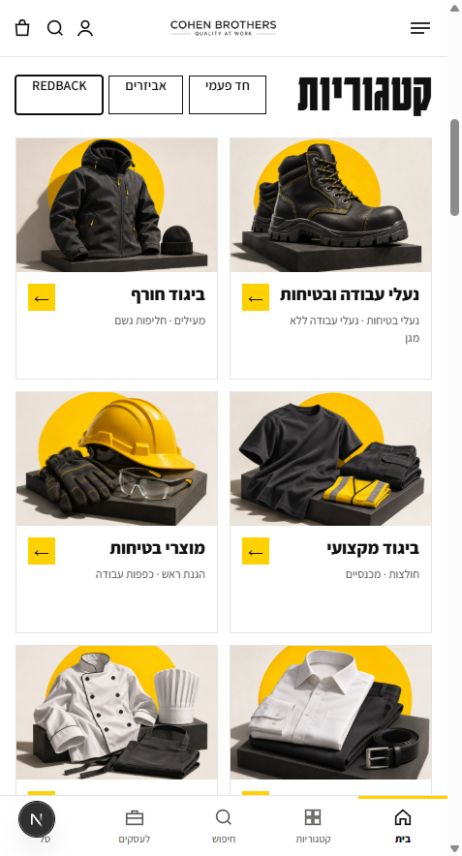 COHEN BROTHERS
QUALITY AT WORK
קטגוריות
חד פעמי
אביזרים
REDBACK
נעלי עבודה ובטיחות
←
נעלי בטיחות · נעלי עבודה ללא
מגן
ביגוד חורף
←
מעילים · חליפות גשם
ביגוד מקצועי
←
חולצות · מכנסיים
מוצרי בטיחות
←
הגנת ראש · כפפות עבודה
בית
קטגוריות
חיפוש
לעסקים
סל
N